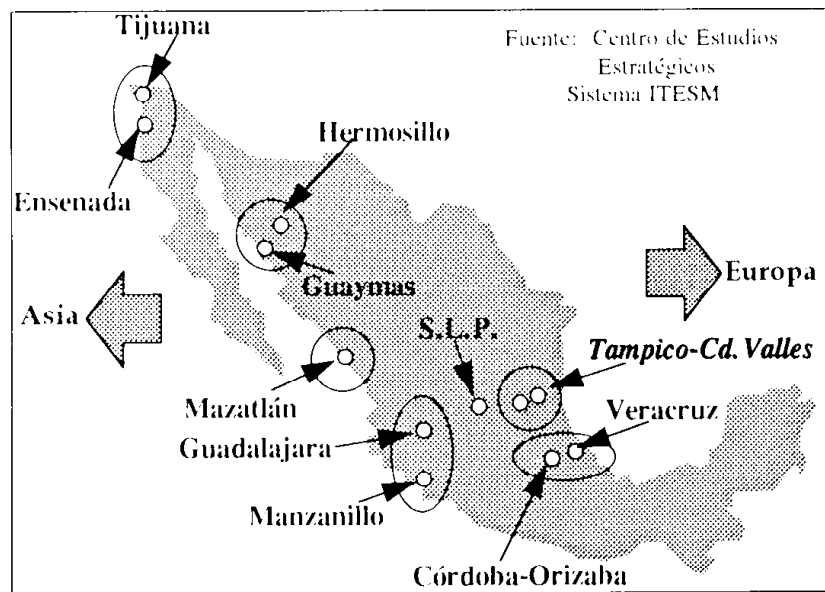 Tijuana
Fuente: Centro de Estudios
Estratégicos
Sistema ITESM
Hermosillo
Ensenada
Guaymas
Europa
Asia
S.L.P.
Tampico-Cd. Valles
Mazatlán
Veracruz
Guadalajara
Manzanillo
Córdoba-Orizaba